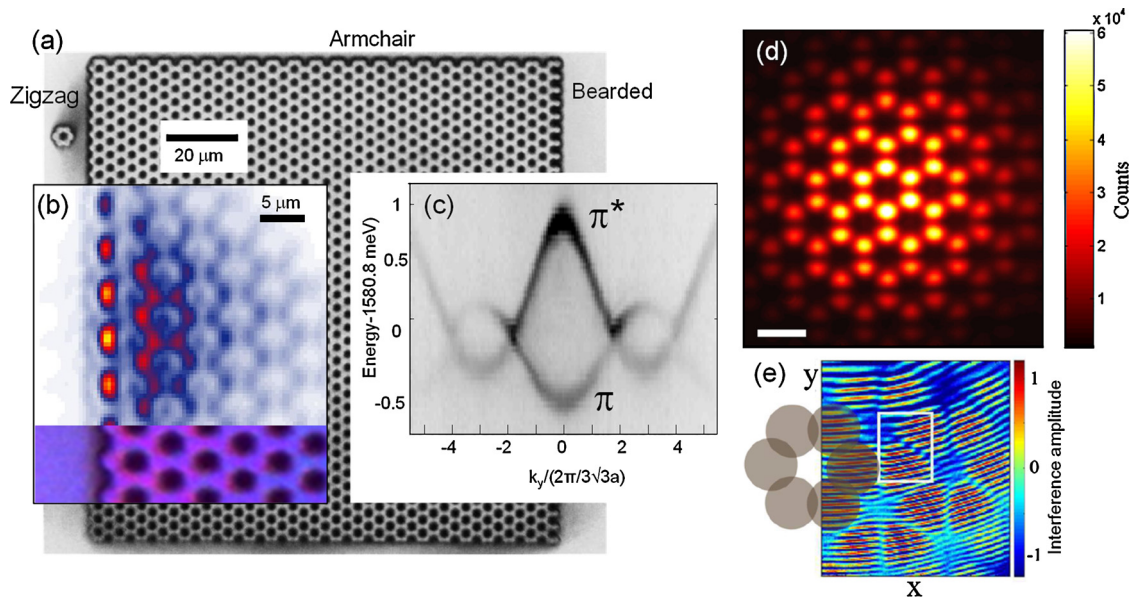 (a)
Armchair
Zigzag
Bearded
20 μm
(b)
5 μm
(c)
π*
π
Energy-1580.8 meV
1
0.5
0
-0.5
-4
-2
0
2
4
k_y/(2π/3√3a)
(d)
x 10⁴
6
5
4
3
2
1
Counts
(e)
y
x
1
0
-1
Interference amplitude